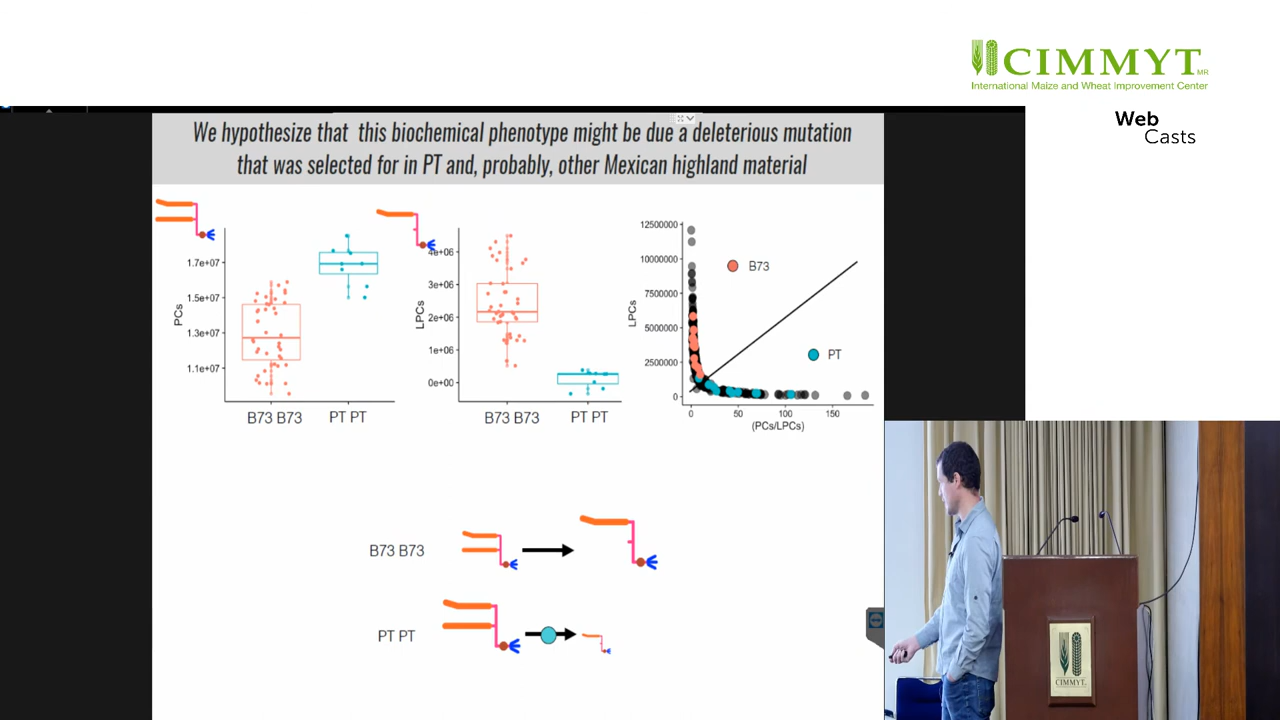 CIMMYT MR
International Maize and Wheat Improvement Center
Web
Casts
We hypothesize that this biochemical phenotype might be due a deleterious mutation
that was selected for in PT and, probably, other Mexican highland material
PCs
1.7e+07
1.5e+07
1.3e+07
1.1e+07
B73 B73 PT PT
LPCs
4e+06
3e+06
2e+06
1e+06
0e+00
B73 B73 PT PT
LPCs
12500000
10000000
7500000
5000000
2500000
0
B73
PT
0 50 100 150
(PCs/LPCs)
B73 B73
PT PT
CIMMYT.